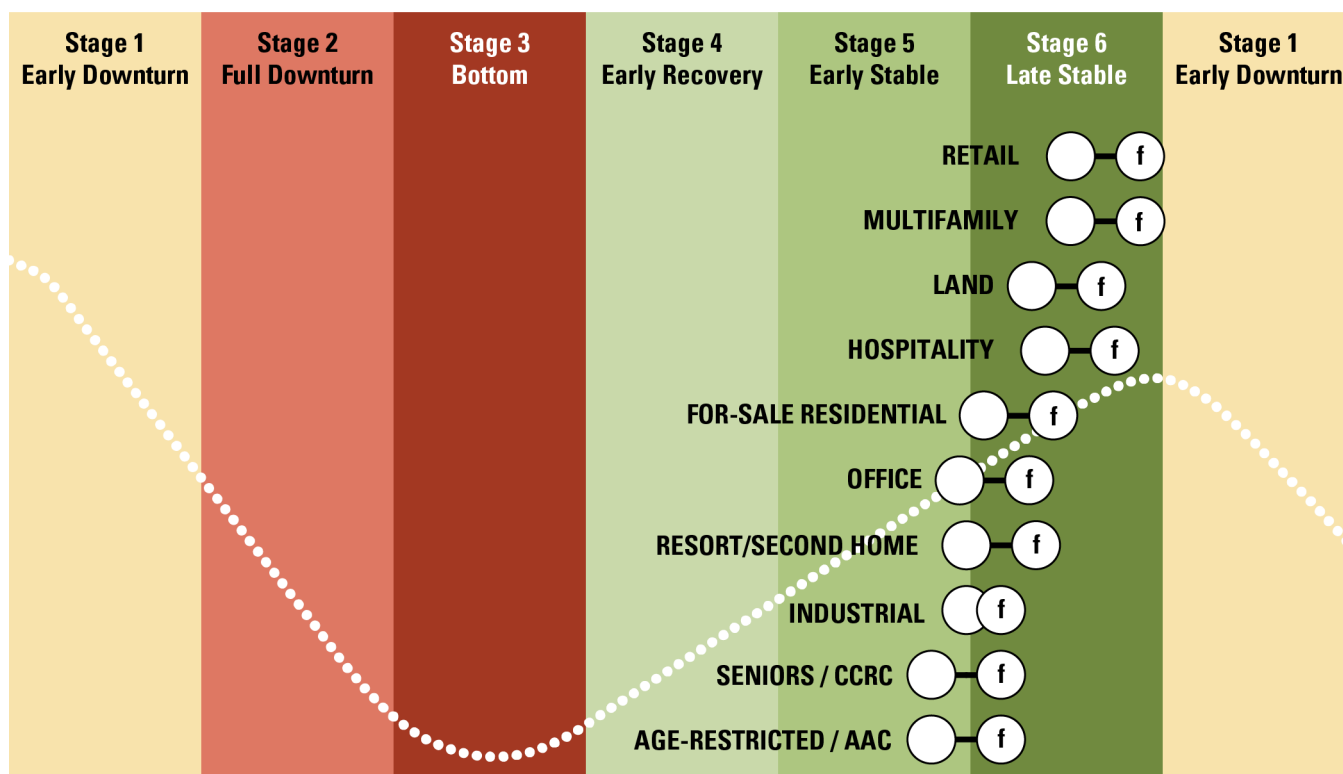 Stage 1
Early Downturn
Stage 2
Full Downturn
Stage 3
Bottom
Stage 4
Early Recovery
Stage 5
Early Stable
Stage 6
Late Stable
Stage 1
Early Downturn
RETAIL f
MULTIFAMILY f
LAND f
HOSPITALITY f
FOR-SALE RESIDENTIAL f
OFFICE f
RESORT/SECOND HOME f
INDUSTRIAL f
SENIORS / CCRC f
AGE-RESTRICTED / AAC f